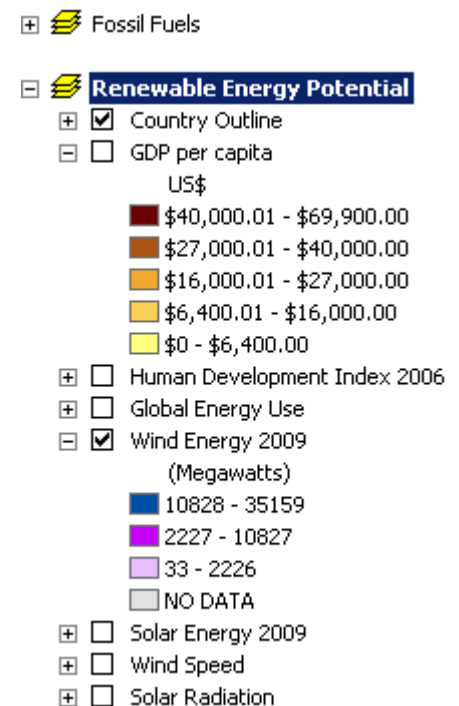 Fossil Fuels
Renewable Energy Potential
Country Outline
GDP per capita
US$
$40,000.01 - $69,900.00
$27,000.01 - $40,000.00
$16,000.01 - $27,000.00
$6,400.01 - $16,000.00
$0 - $6,400.00
Human Development Index 2006
Global Energy Use
Wind Energy 2009
(Megawatts)
10828 - 35159
2227 - 10827
33 - 2226
NO DATA
Solar Energy 2009
Wind Speed
Solar Radiation